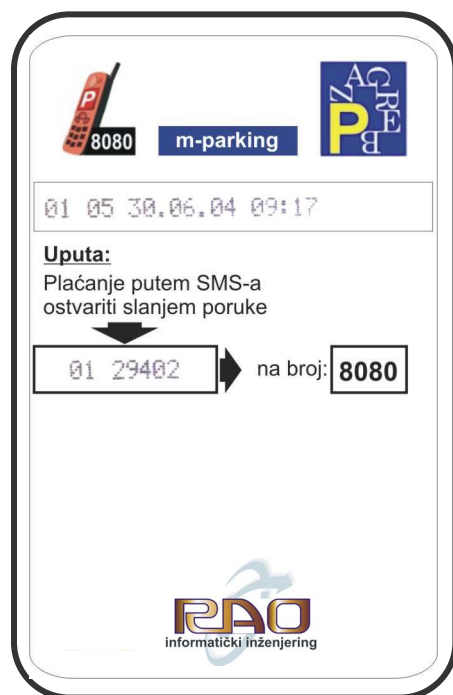 P
8080
m-parking
ZAGREB
P
01 05 30.06.04 09:17
Uputa:
Plaćanje putem SMS-a
ostvariti slanjem poruke
01 29402 na broj: 8080
RAO
informatički inženjering